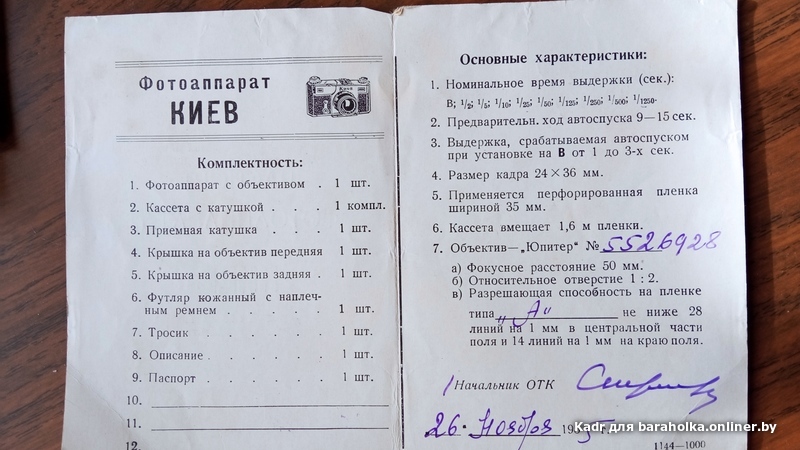 Фотоаппарат
КИЕВ
Комплектность:
1. Фотоаппарат с объективом . 1 шт.
2. Кассета с катушкой . . . 1 компл.
3. Приемная катушка . . . 1 шт.
4. Крышка на объектив передняя 1 шт.
5. Крышка на объектив задняя . 1 шт.
6. Футляр кожанный с наплеч-
ным ремнем . . . . 1 шт.
7. Тросик . . . . . 1 шт.
8. Описание . . . . . 1 шт.
9. Паспорт . . . . . 1 шт.
10.
11.
12.
Основные характеристики:
1. Номинальное время выдержки (сек.):
В; 1/2; 1/5; 1/10; 1/25; 1/50; 1/125; 1/250; 1/500; 1/1250.
2. Предварительн. ход автоспуска 9—15 сек.
3. Выдержка, срабатываемая автоспуском
при установке на В от 1 до 3-х сек.
4. Размер кадра 24×36 мм.
5. Применяется перфорированная пленка
шириной 35 мм.
6. Кассета вмещает 1,6 м пленки.
7. Объектив—„Юпитер" № 5526928
а) Фокусное расстояние 50 мм.
б) Относительное отверстие 1 : 2.
в) Разрешающая способность на пленке
типа „А" не ниже 28
линий на 1 мм в центральной части
поля и 14 линий на 1 мм на краю поля.
Начальник ОТК
26 ноября 195 г.
1144—1000
Kadr для baraholka.onliner.by